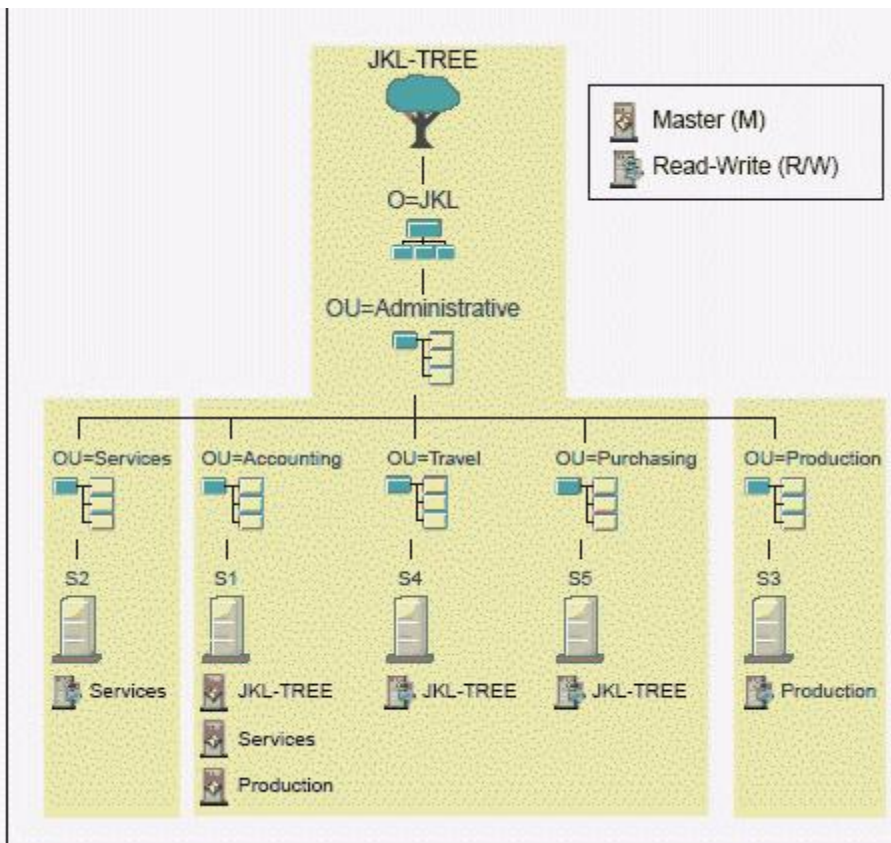 JKL-TREE
Master (M)
Read-Write (R/W)
O=JKL
OU=Administrative
OU=Services OU=Accounting OU=Travel OU=Purchasing OU=Production
S2 S1 S4 S5 S3
Services JKL-TREE JKL-TREE JKL-TREE Production
Services
Production